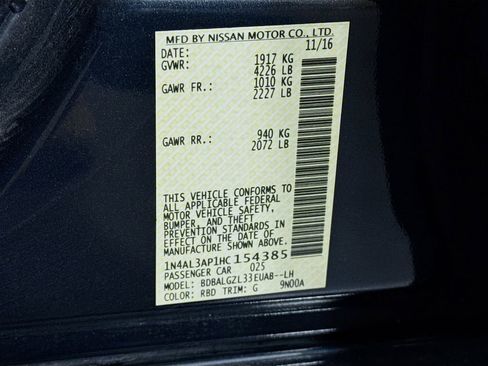 MFD BY NISSAN MOTOR CO., LTD.
DATE: 11/16
GVWR: 1917 KG
4226 LB
GAWR FR.: 1010 KG
2227 LB
GAWR RR.: 940 KG
2072 LB
THIS VEHICLE CONFORMS TO
ALL APPLICABLE FEDERAL
MOTOR VEHICLE SAFETY,
BUMPER, AND THEFT
PREVENTION STANDARDS IN
EFFECT ON THE DATE OF
MANUFACTURE SHOWN ABOVE.
1N4AL3AP1HC154385
PASSENGER CAR 025
MODEL: BDBALGZL33EUAB--LH
COLOR: RBD TRIM: G 9N00A